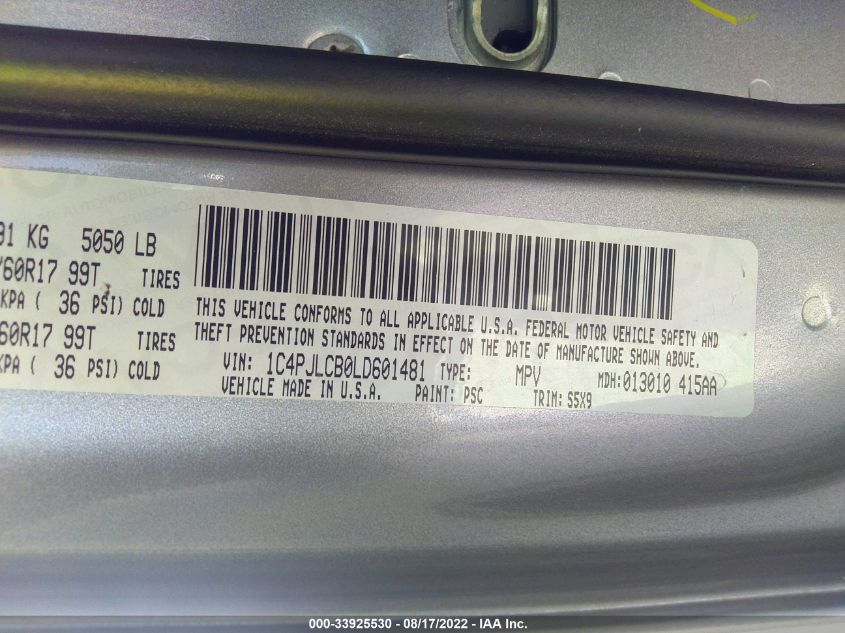 91 KG 5050 LB
60R17 99T TIRES
KPA ( 36 PSI) COLD
60R17 99T TIRES
KPA ( 36 PSI) COLD
THIS VEHICLE CONFORMS TO ALL APPLICABLE U.S.A. FEDERAL MOTOR VEHICLE SAFETY AND
THEFT PREVENTION STANDARDS IN EFFECT ON THE DATE OF MANUFACTURE SHOWN ABOVE.
VIN: 1C4PJLCB0LD601481 TYPE: MPV MDH:013010 415AA
VEHICLE MADE IN U.S.A. PAINT: PSC TRIM: S5X9
000-33925530 - 08/17/2022 - IAA Inc.